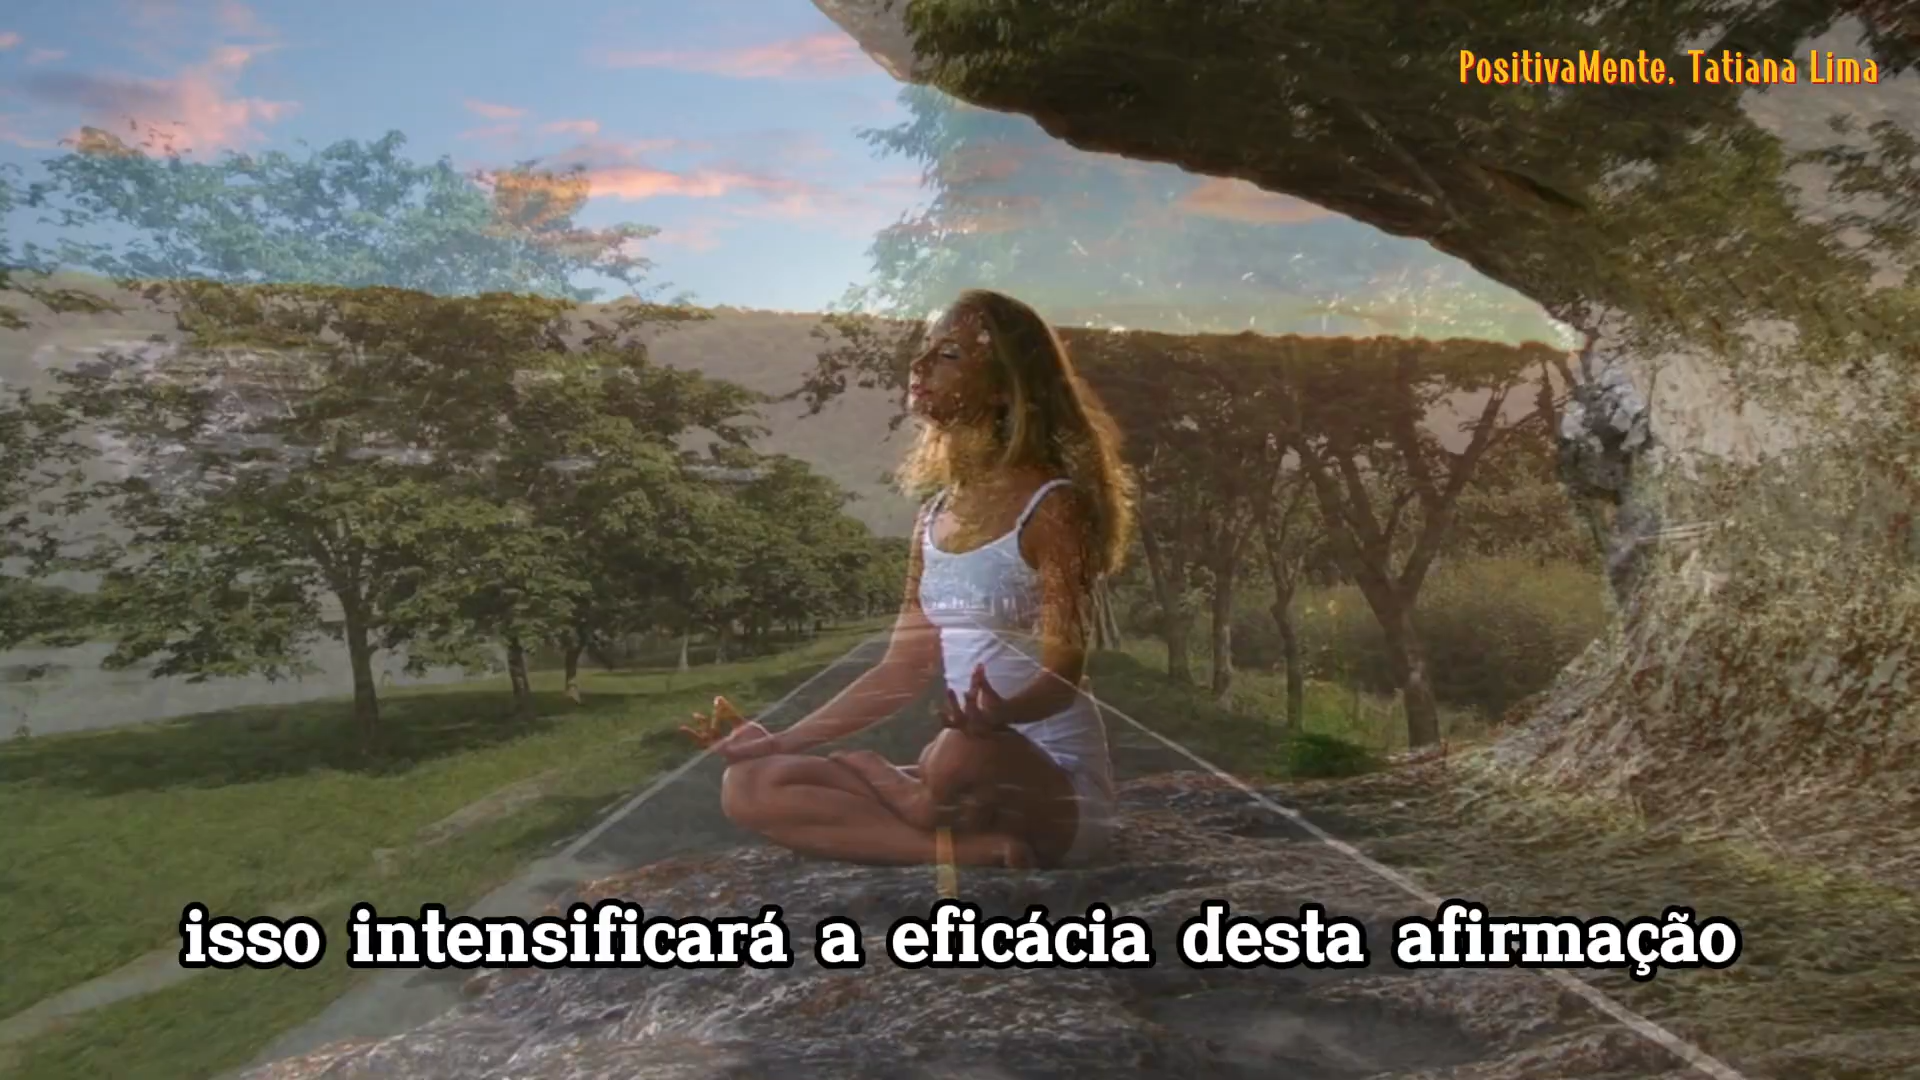 PositivaMente, Tatiana Lima
isso intensificará a eficácia desta afirmação